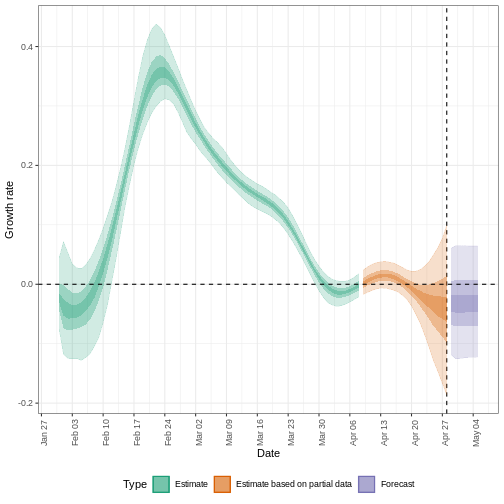 0.4
0.2
0.0
-0.2
Growth rate
Jan 27
Feb 03
Feb 10
Feb 17
Feb 24
Mar 02
Mar 09
Mar 16
Mar 23
Mar 30
Apr 06
Apr 13
Apr 20
Apr 27
May 04
Date
Type Estimate Estimate based on partial data Forecast